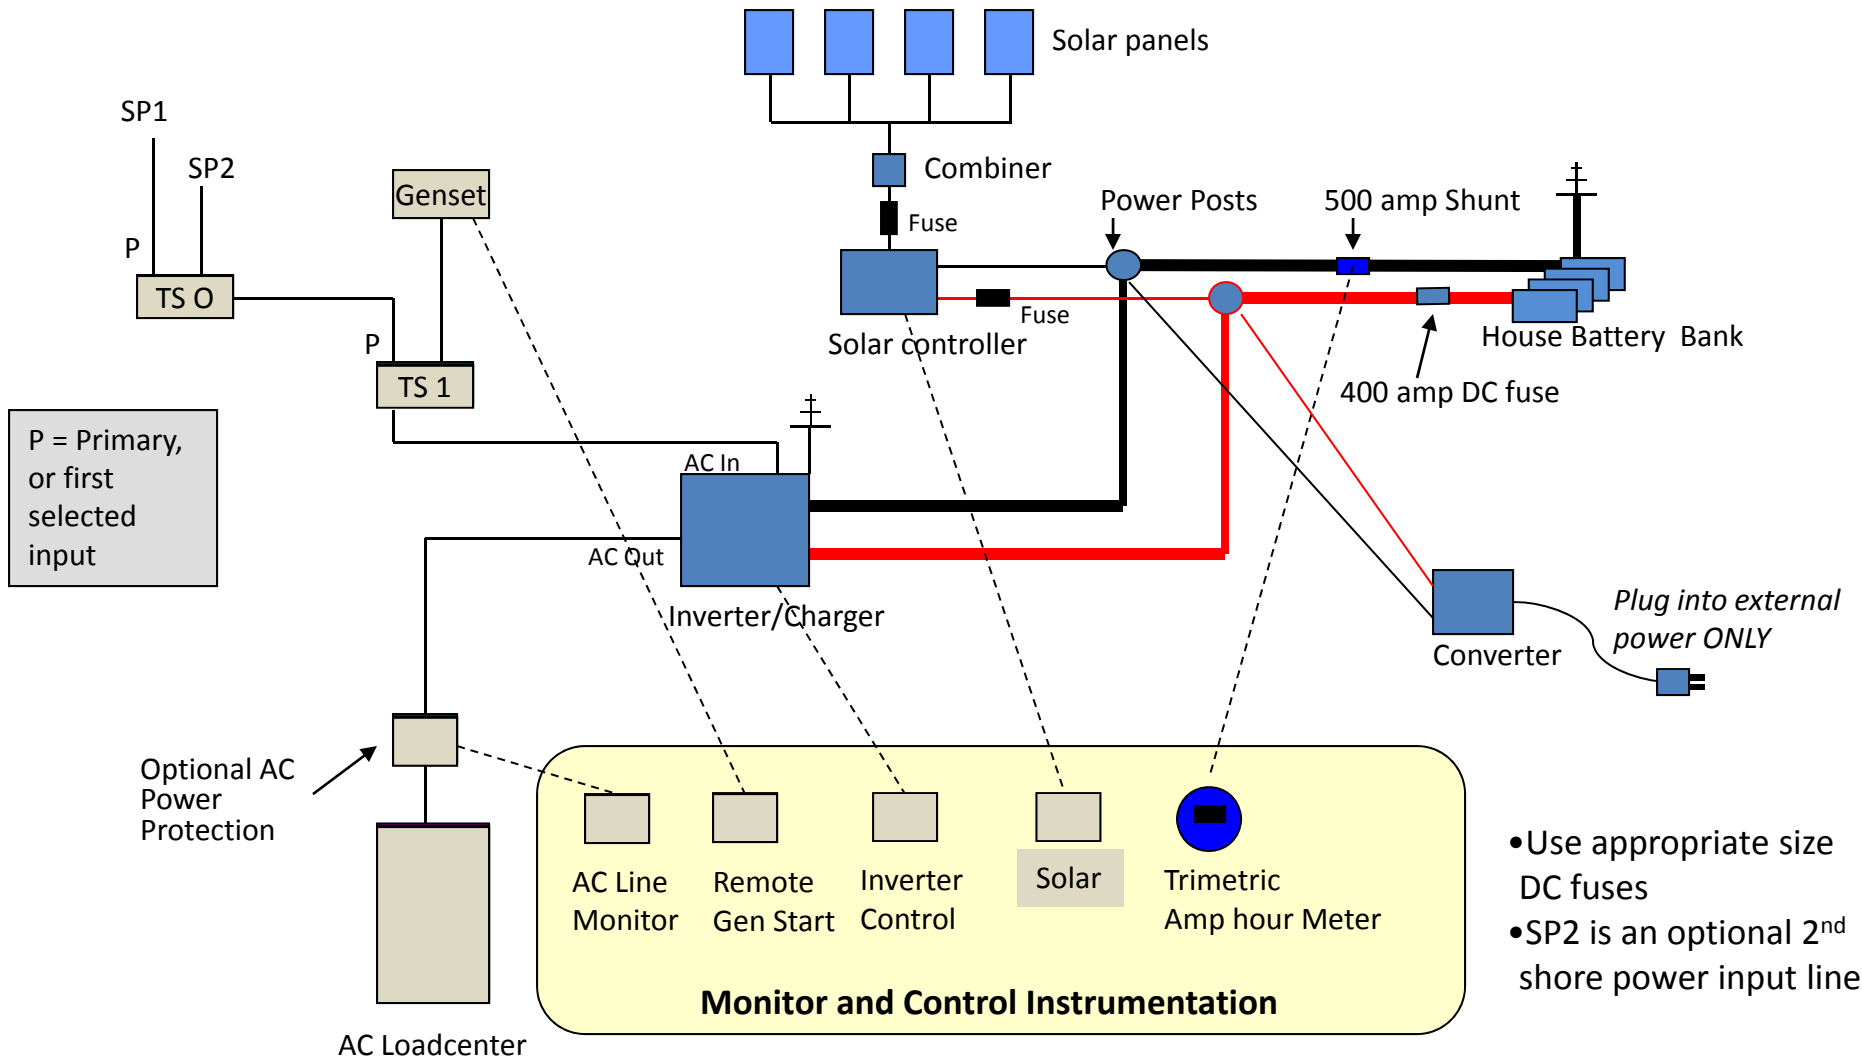 Solar panels
SP1
SP2
Combiner
Genset
Power Posts
500 amp Shunt
Fuse
P
TS O
Fuse
Solar controller
House Battery  Bank
P
TS 1
400 amp DC fuse
P = Primary,
or first
selected
input
AC In
AC Out
Inverter/Charger
Plug into external
power ONLY
Converter
Optional AC
Power
Protection
AC Line
Monitor
Remote
Gen Start
Inverter
Control
Solar
Trimetric
Amp hour Meter
Monitor and Control Instrumentation
•Use appropriate size
DC fuses
•SP2 is an optional 2nd
shore power input line
AC Loadcenter